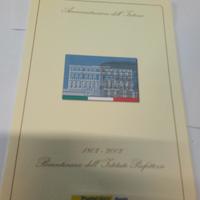 Amministrazione dell'Interno
1802 - 2002
Bicentenario dell'Istituto Prefettizio